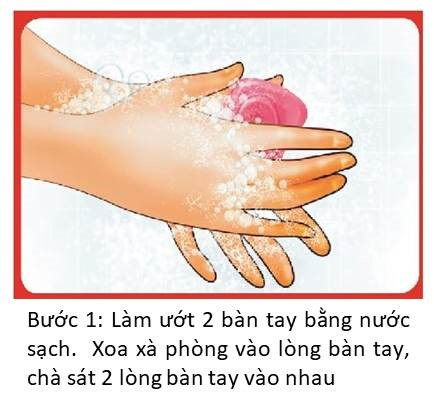 Bước 1: Làm ướt 2 bàn tay bằng nước
sạch. Xoa xà phòng vào lòng bàn tay,
chà sát 2 lòng bàn tay vào nhau